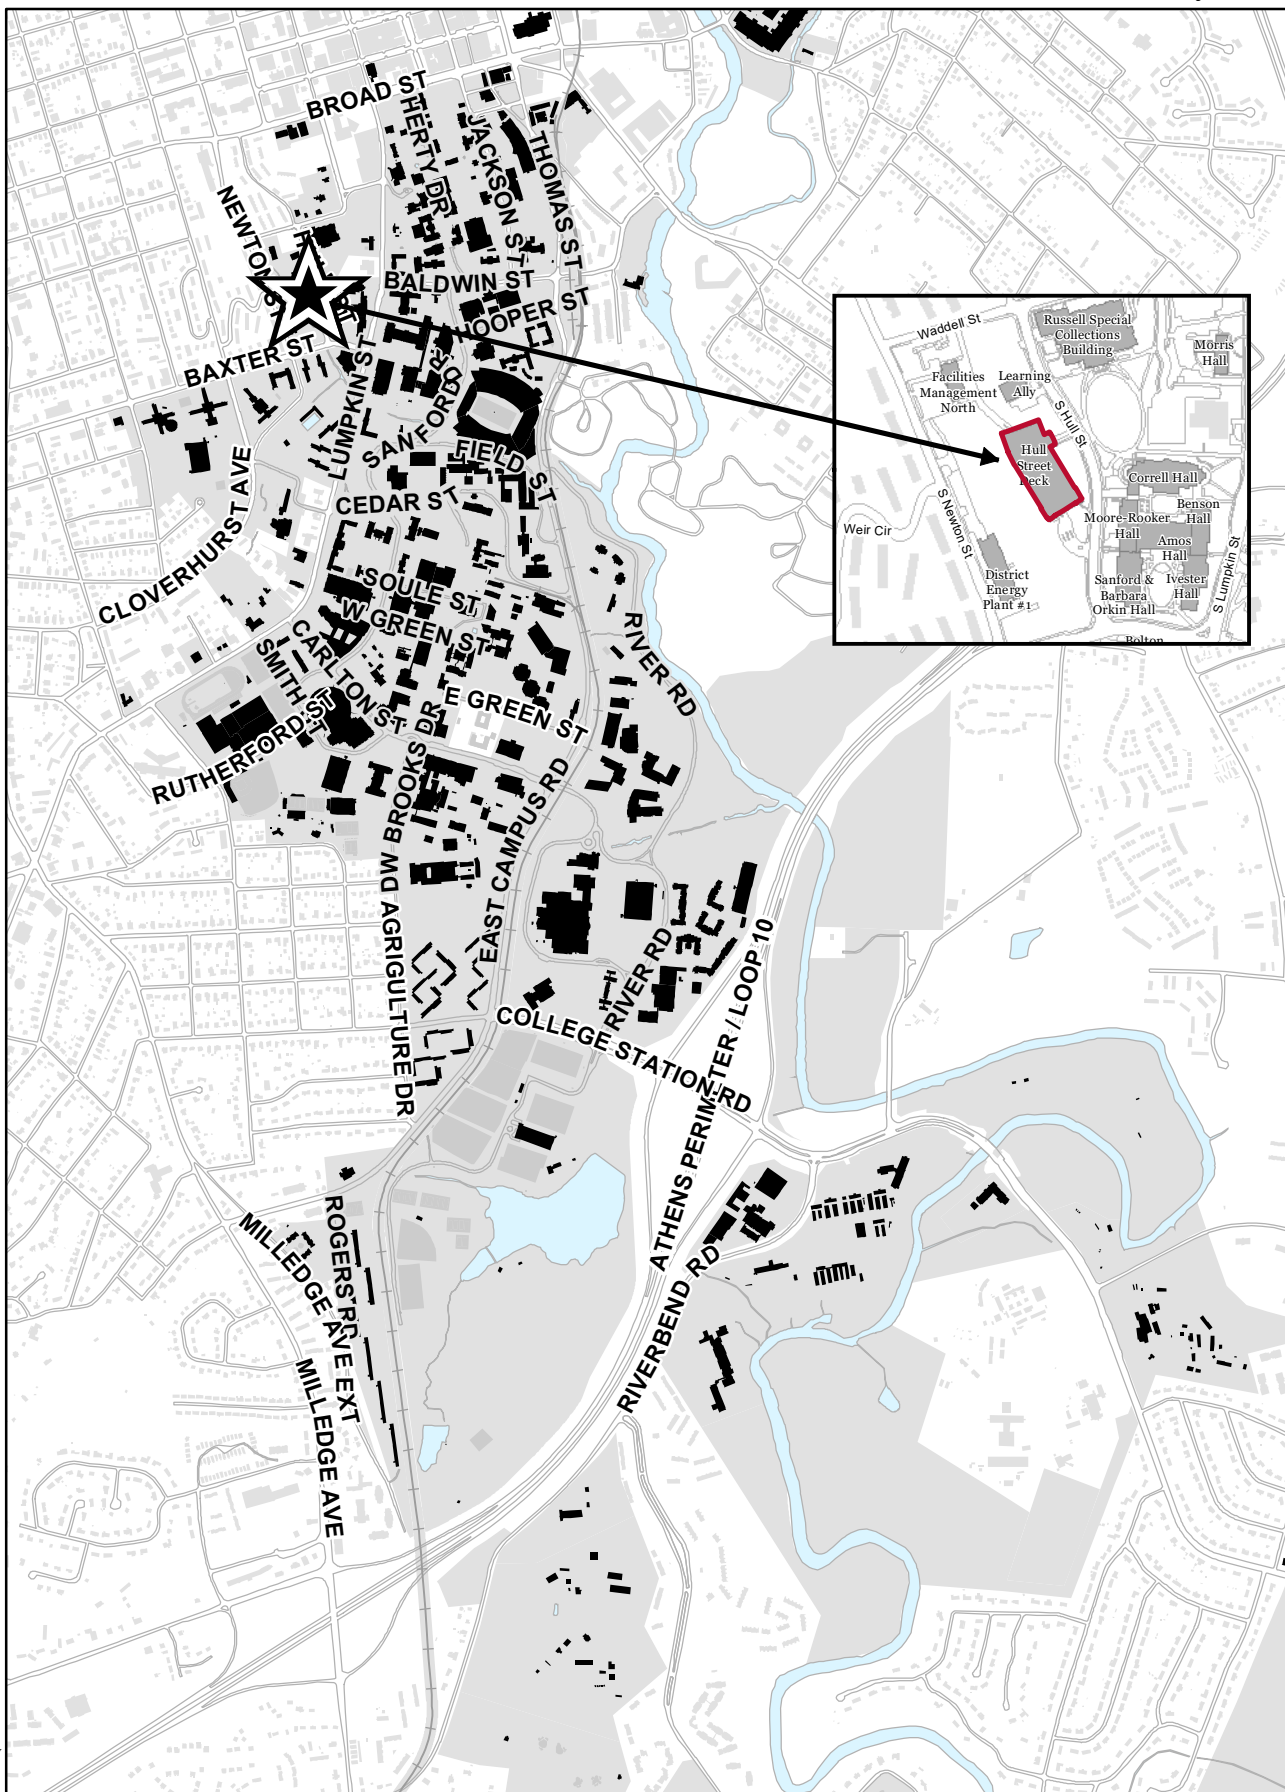 BROAD ST
HERTY DR
JACKSON ST
THOMAS ST
NEWTON ST
BALDWIN ST
HOOPER ST
BAXTER ST
LUMPKIN ST
SANFORD DR
FIELD ST
CEDAR ST
CLOVERHURST AVE
SOULE ST
W GREEN ST
CARLTON ST
SMITH ST
RUTHERFORD ST
E GREEN ST
RIVER RD
EAST CAMPUS RD
DW BROOKS DR
AGRIGULTURE DR
RIVER RD
COLLEGE STATION RD
ATHENS PERIMETER / LOOP 10
RIVERBEND RD
ROGERS RD
MILLEDGE AVE EXT
MILLEDGE AVE
Waddell St
Russell Special
Collections
Building
Morris
Hall
Facilities
Management
North
Learning
Ally
S Hull St
Hull
Street
Deck
Correll Hall
S Newton St
Weir Cir
Moore-Rooker
Hall
Benson
Hall
Amos
Hall
District
Energy
Plant #1
Sanford &
Barbara
Orkin Hall
Ivester
Hall
S Lumpkin St
Bolton